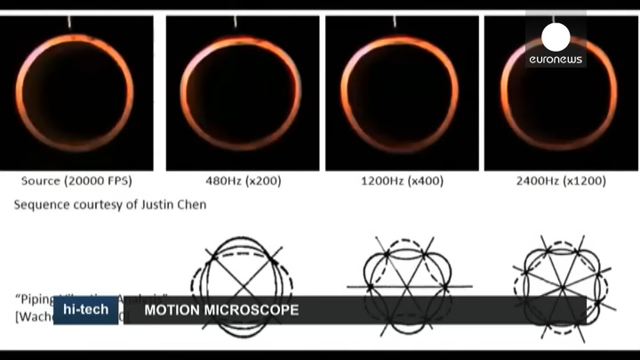 euronews
Source (20000 FPS)
480Hz (x200)
1200Hz (x400)
2400Hz (x1200)
Sequence courtesy of Justin Chen
"Piping
[Wach
hi-tech
MOTION MICROSCOPE